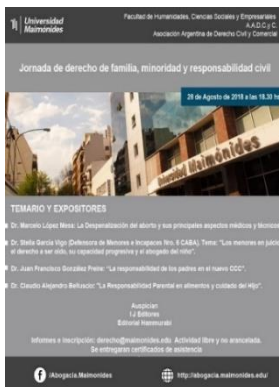 Universidad
Maimónides
Facultad de Humanidades, Ciencias Sociales y Empresariales
A.A.D.C y C.
Asociación Argentina de Derecho Civil y Comercial
Jornada de derecho de familia, minoridad y responsabilidad civil
28 de Agosto de 2018 a las 18.30 hs
Universidad Maimónides
TEMARIO Y EXPOSITORES
Dr. Marcelo López Mesa: La Despenalización del aborto y sus principales aspectos médicos y técnicos
Dr. Stella García Vigo (Defensora de Menores e Incapaces Nro. 5 CABA). Tema: "Los menores en juicio
el derecho a ser oído, su capacidad progresiva y el abogado del niño".
Dr. Juan Francisco González Freire: "La responsabilidad de los padres en el nuevo CCC".
Dr. Claudio Alejandro Belluscio: "La Responsabilidad Parental en alimentos y cuidado del Hijo".
Auspician
IJ Editores
Editorial Hammurabi
Informes e inscripción: derecho@maimonides.edu Actividad libre y no arancelada.
Se entregarán certificados de asistencia
/Abogacia.Maimonides
http://abogacia.maimonides.edu